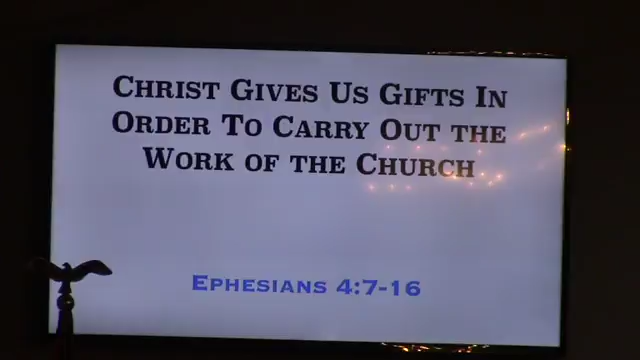 Christ Gives Us Gifts In
Order To Carry Out the
Work of the Church
Ephesians 4:7-16